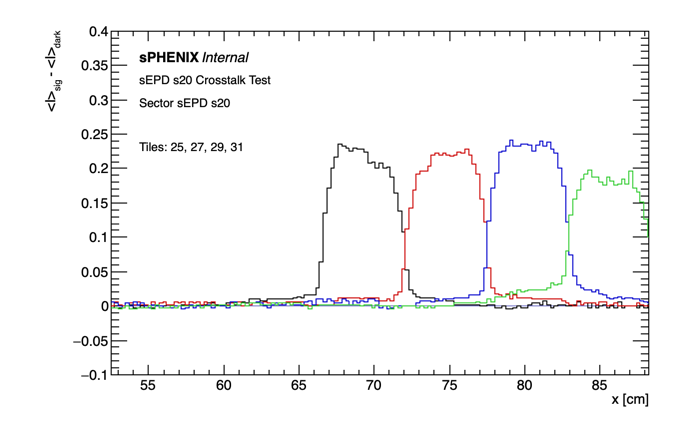 0.4
<I>sig - <I>dark
sPHENIX Internal
0.35
sEPD s20 Crosstalk Test
0.3
Sector sEPD s20
0.25
Tiles: 25, 27, 29, 31
0.2
0.15
0.1
0.05
0
−0.05
−0.1
55 60 65 70 75 80 85
x [cm]